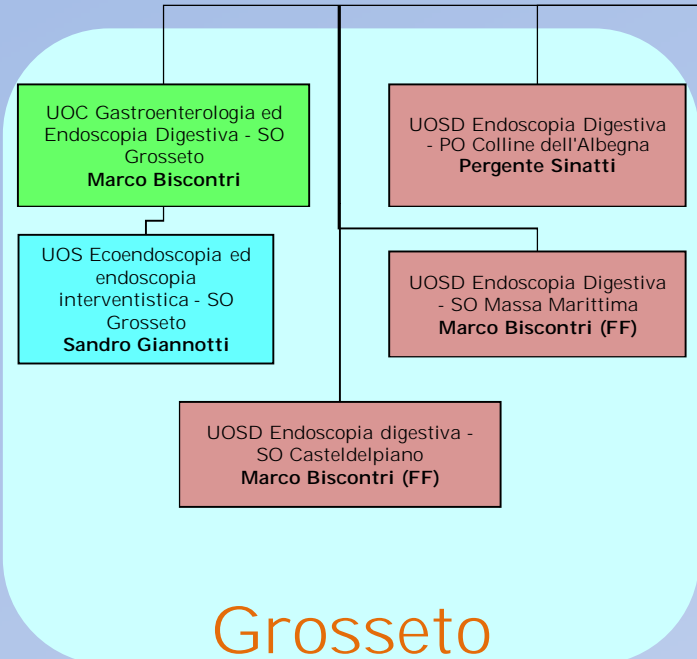 UOC Gastroenterologia ed
Endoscopia Digestiva - SO
Grosseto
Marco Biscontri
UOSD Endoscopia Digestiva
- PO Colline dell'Albegna
Pergente Sinatti
UOS Ecoendoscopia ed
endoscopia
interventistica - SO
Grosseto
Sandro Giannotti
UOSD Endoscopia Digestiva
- SO Massa Marittima
Marco Biscontri (FF)
UOSD Endoscopia digestiva -
SO Casteldelpiano
Marco Biscontri (FF)
Grosseto